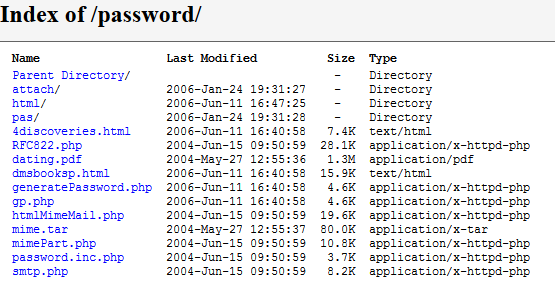 Index of /password/
Name Last Modified Size Type
Parent Directory/ - Directory
attach/ 2006-Jan-24 19:31:27 - Directory
html/ 2006-Jun-11 16:47:25 - Directory
pas/ 2006-Jan-24 19:31:28 - Directory
4discoveries.html 2006-Jun-11 16:40:58 7.4K text/html
RFC822.php 2004-Jun-15 09:50:59 28.1K application/x-httpd-php
dating.pdf 2004-May-27 12:55:36 1.3M application/pdf
dmsbooksp.html 2006-Jun-11 16:40:58 15.9K text/html
generatePassword.php 2006-Jun-11 16:40:58 4.6K application/x-httpd-php
gp.php 2006-Jun-11 16:40:58 4.6K application/x-httpd-php
htmlMimeMail.php 2004-Jun-15 09:50:59 19.6K application/x-httpd-php
mime.tar 2004-May-27 12:55:37 80.0K application/x-tar
mimePart.php 2004-Jun-15 09:50:59 10.8K application/x-httpd-php
password.inc.php 2004-Jun-15 09:50:59 3.7K application/x-httpd-php
smtp.php 2004-Jun-15 09:50:59 8.2K application/x-httpd-php